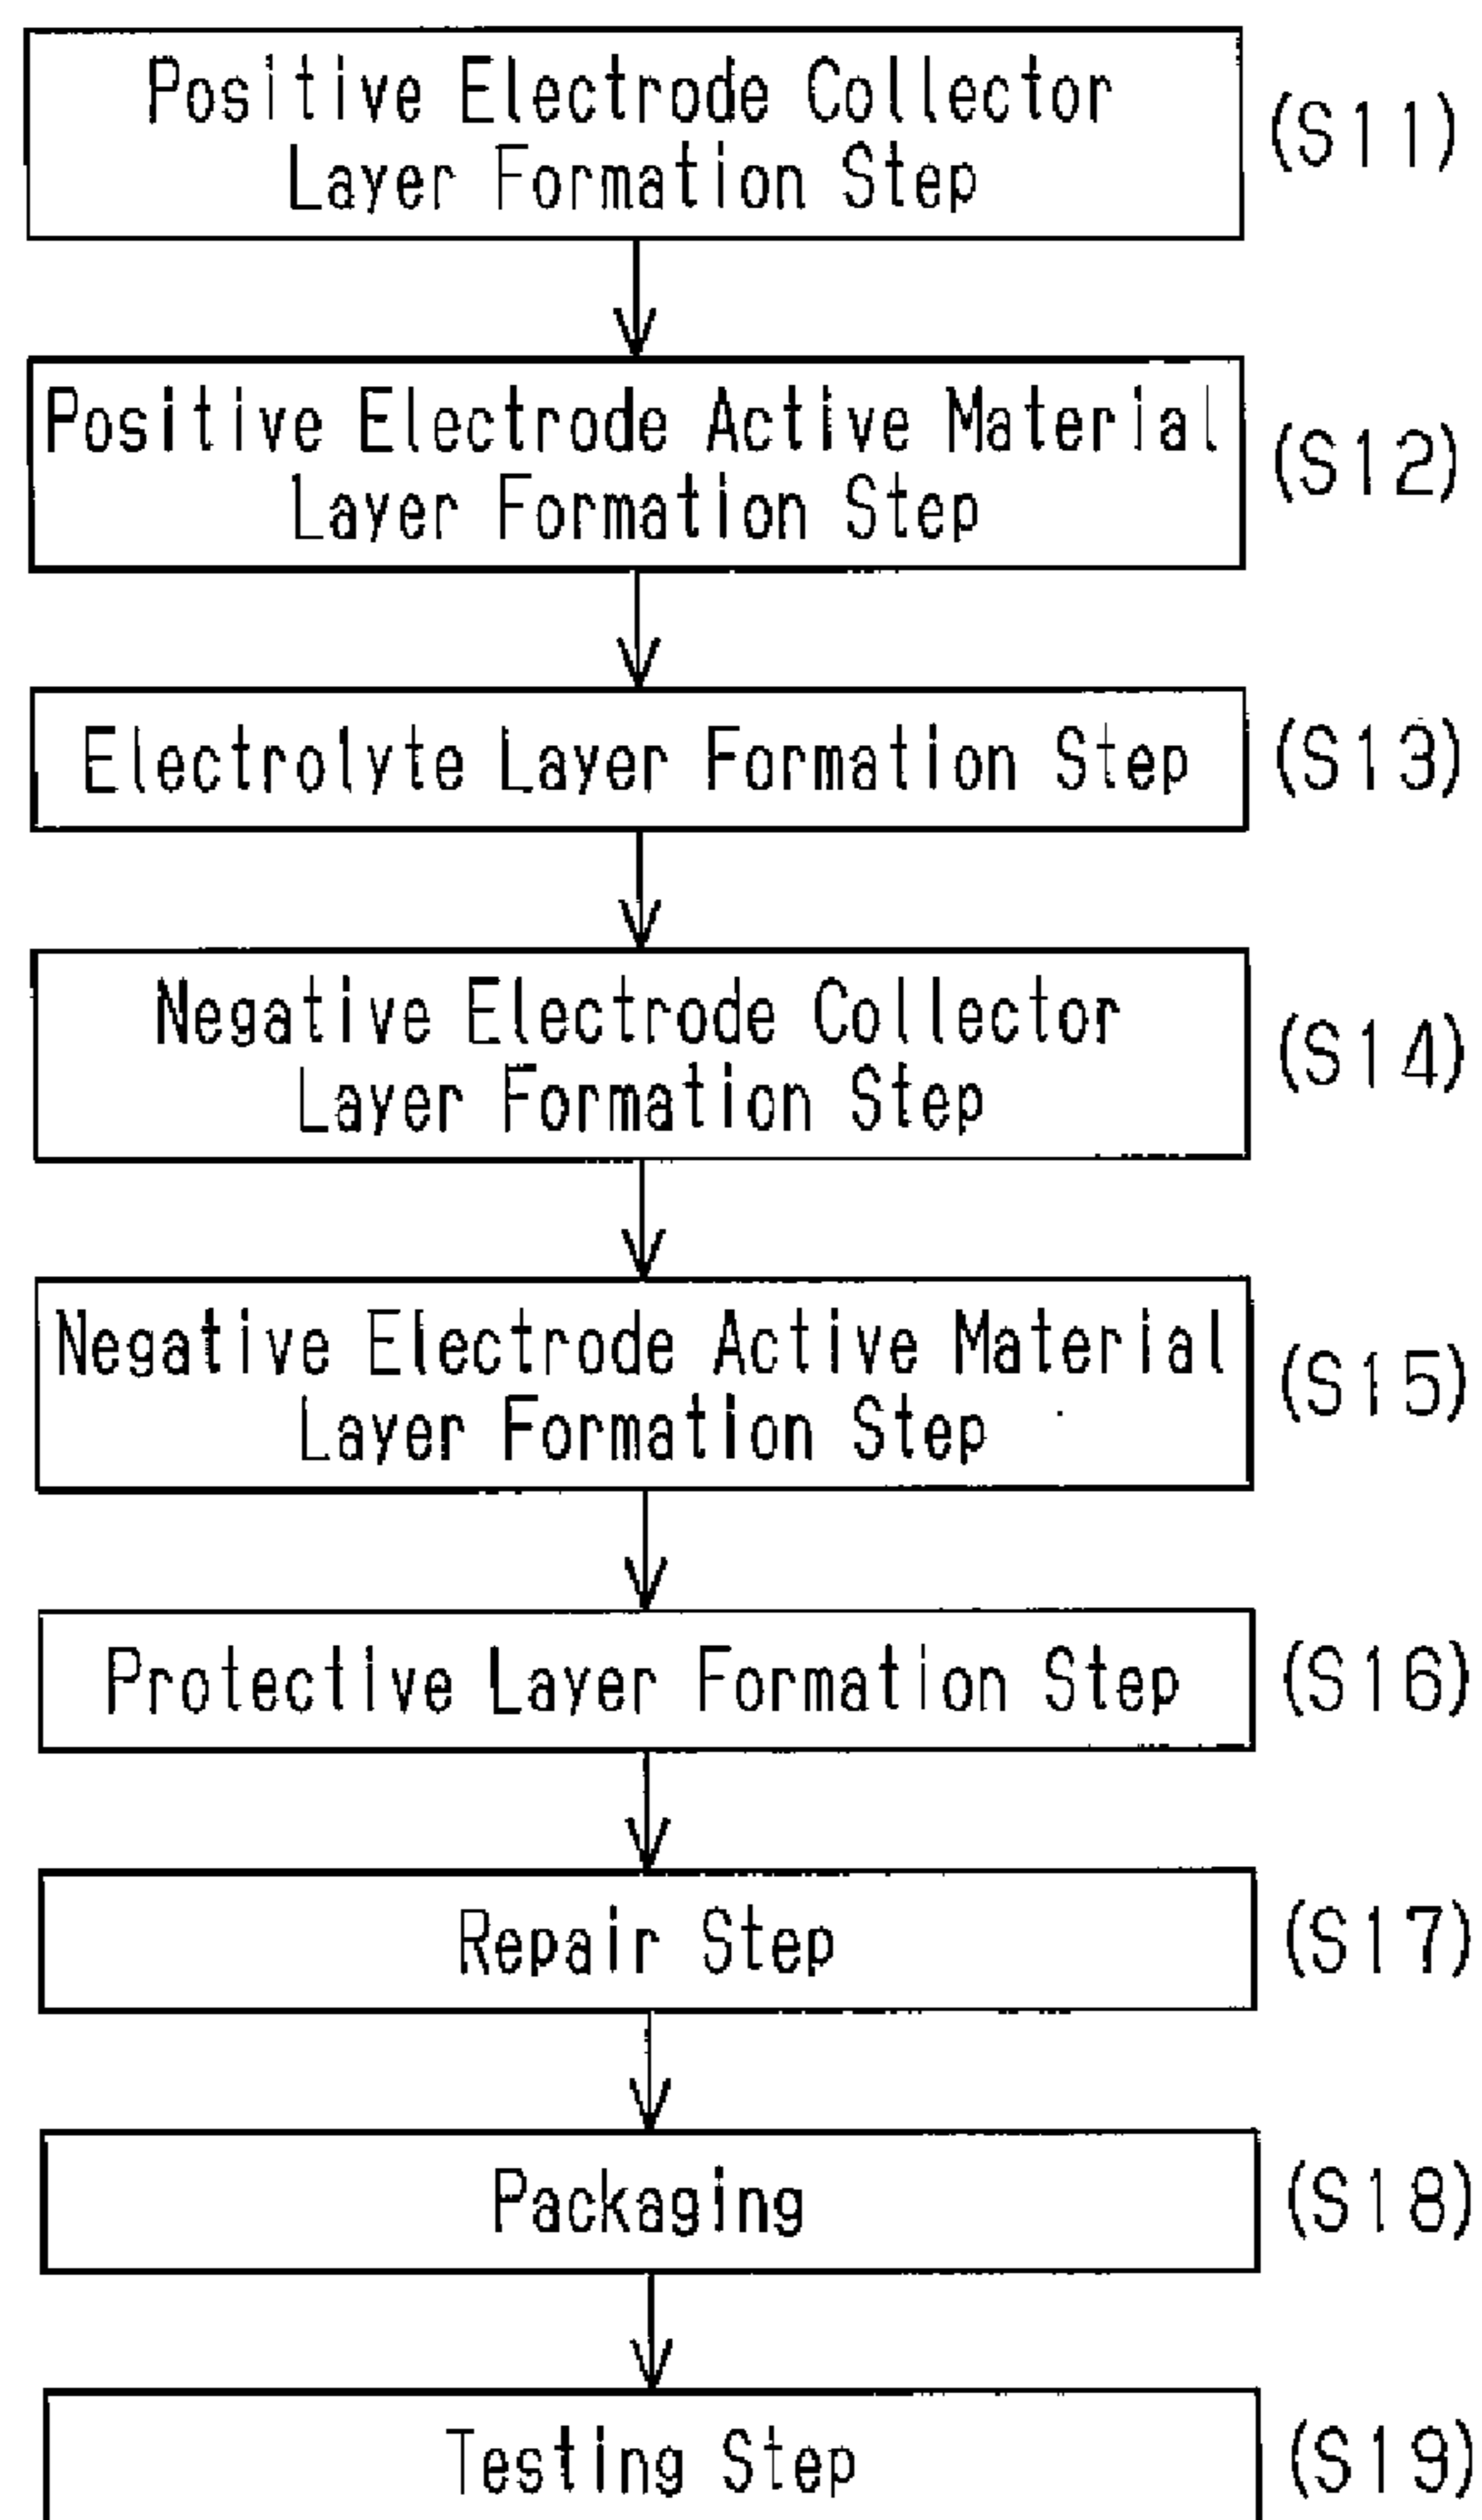 Positive Electrode Collector
Layer Formation Step
(S11)
Positive Electrode Active Material
Layer Formation Step
(S12)
Electrolyte Layer Formation Step
(S13)
Negative Electrode Collector
Layer Formation Step
(S14)
Negative Electrode Active Material
Layer Formation Step
(S15)
Protective Layer Formation Step
(S16)
Repair Step
(S17)
Packaging
(S18)
Testing Step
(S19)